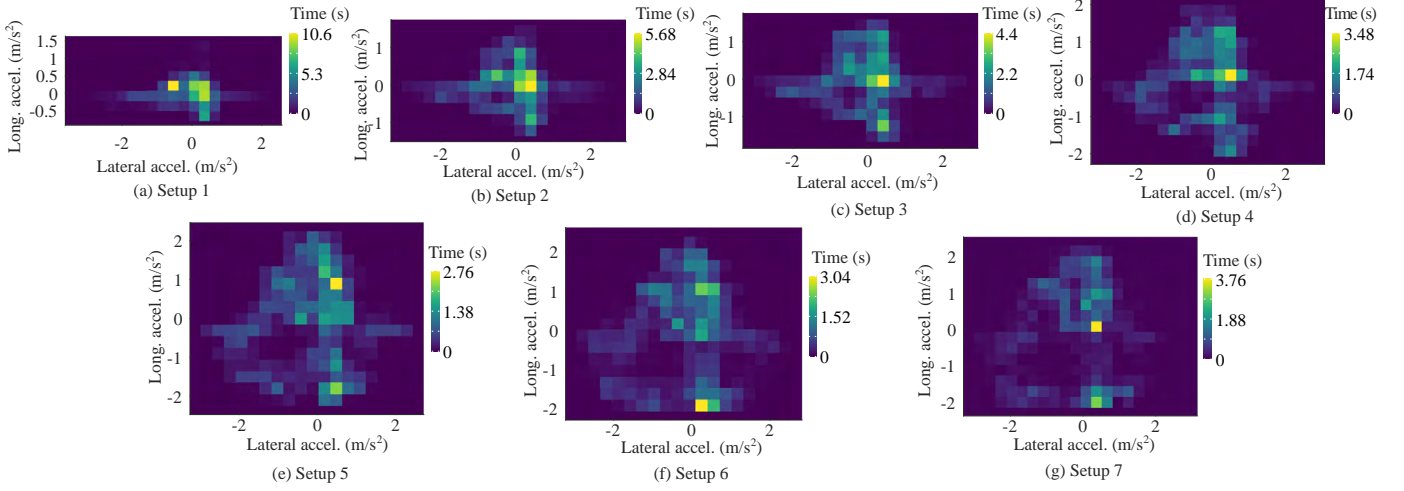 Time (s)
10.6
5.3
0
1.5
1.0
0.5
0
-0.5
Long. accel. (m/s²)
-2
0
2
Lateral accel. (m/s²)
(a) Setup 1
Time (s)
5.68
2.84
0
1
0
-1
Long. accel. (m/s²)
-2
0
2
Lateral accel. (m/s²)
(b) Setup 2
Time (s)
4.4
2.2
0
1
0
-1
Long. accel. (m/s²)
-2
0
2
Lateral accel. (m/s²)
(c) Setup 3
Time (s)
3.48
1.74
0
2
1
0
-1
-2
Long. accel. (m/s²)
-2
0
2
Lateral accel. (m/s²)
(d) Setup 4
Time (s)
2.76
1.38
0
2
1
0
-1
-2
Long. accel. (m/s²)
-2
0
2
Lateral accel. (m/s²)
(e) Setup 5
Time (s)
3.04
1.52
0
2
1
0
-1
-2
Long. accel. (m/s²)
-2
0
2
Lateral accel. (m/s²)
(f) Setup 6
Time (s)
3.76
1.88
0
2
1
0
-1
-2
Long. accel. (m/s²)
-2
0
2
Lateral accel. (m/s²)
(g) Setup 7